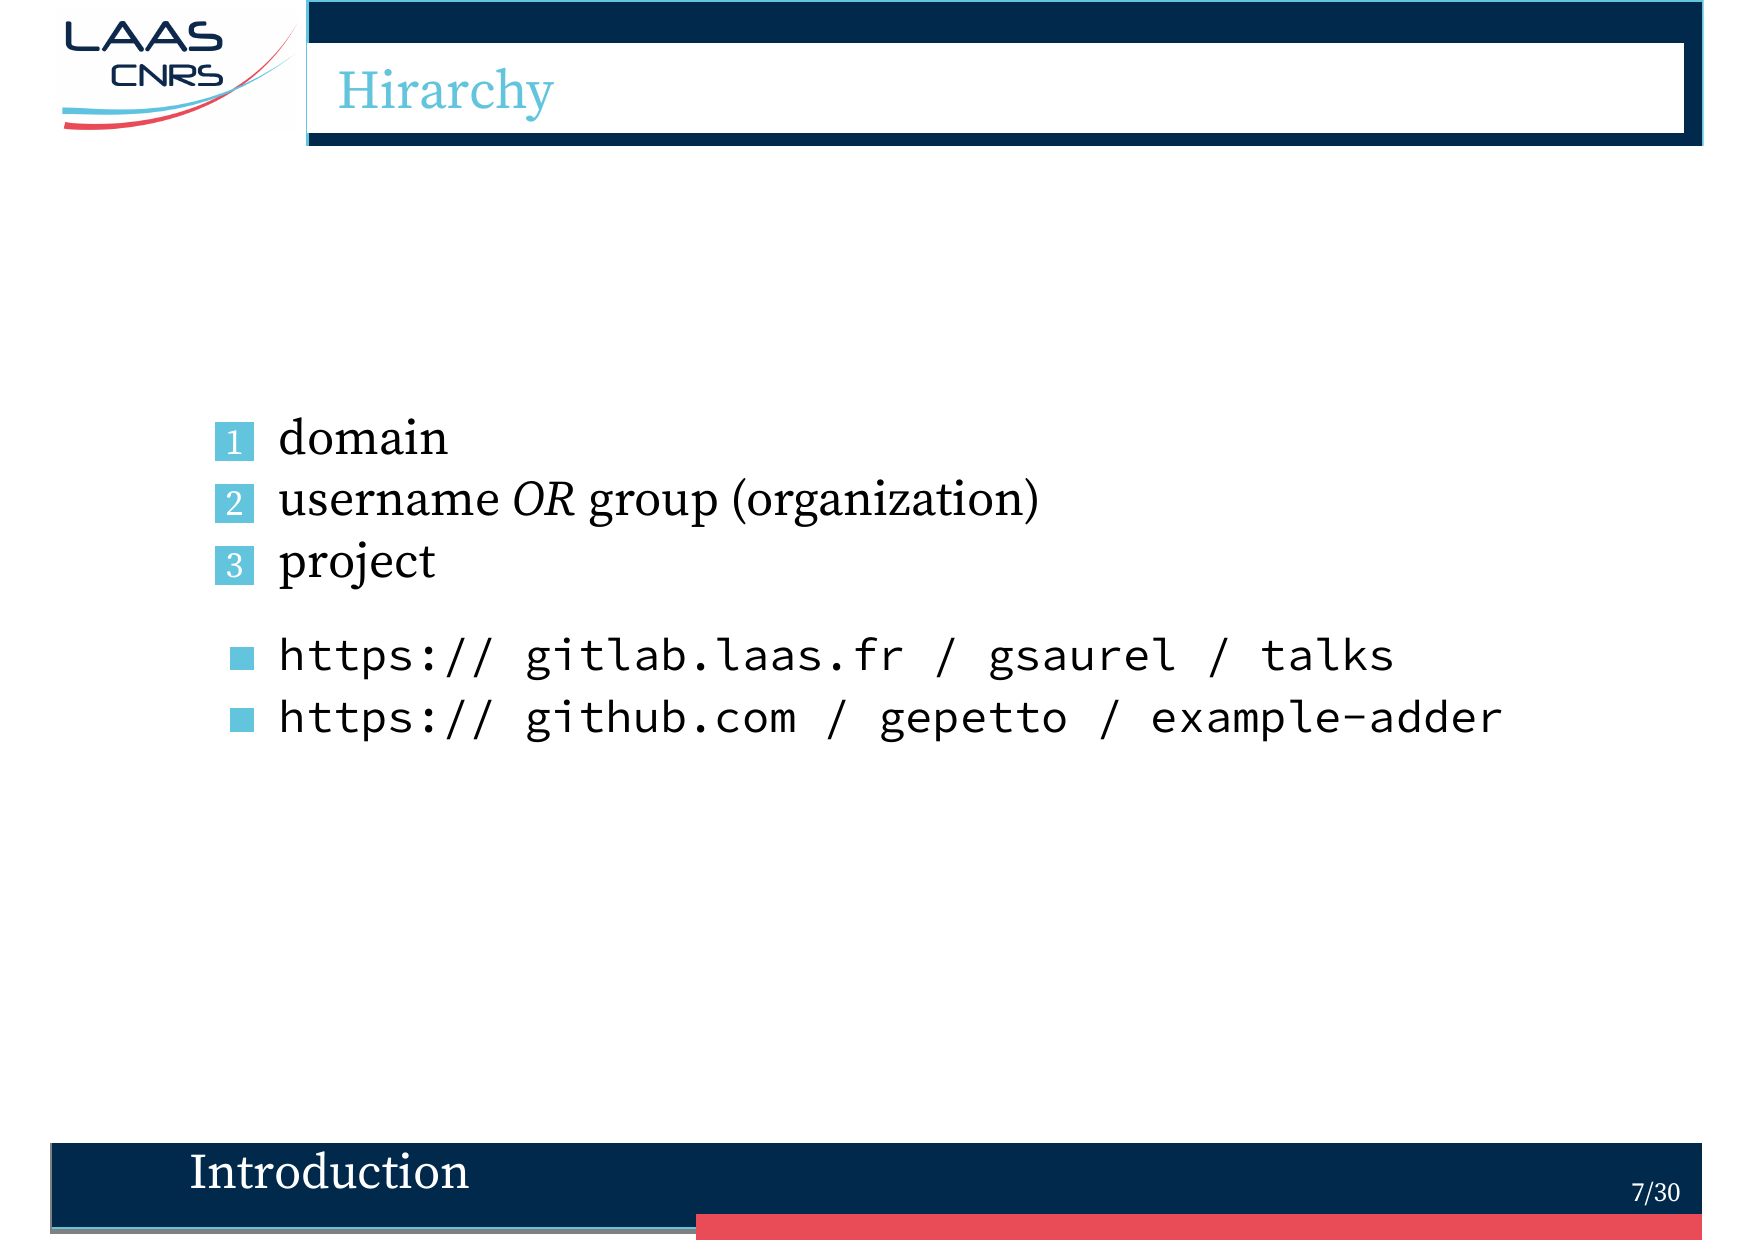 LAAS
CNRS
Hirarchy
1 domain
2 username OR group (organization)
3 project
https:// gitlab.laas.fr / gsaurel / talks
https:// github.com / gepetto / example-adder
Introduction
7/30